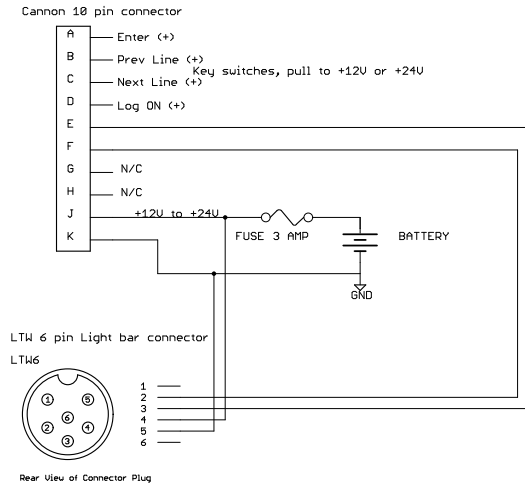 Cannon 10 pin connector
A Enter (+)
B Prev Line (+)
Key switches, pull to +12V or +24V
C Next Line (+)
D Log ON (+)
E
F
G N/C
H N/C
J +12V to +24V
K
FUSE 3 AMP
BATTERY
GND
LTW 6 pin Light bar connector
LTW6
1 5
6
2 4
3
1
2
3
4
5
6
Rear View of Connector Plug